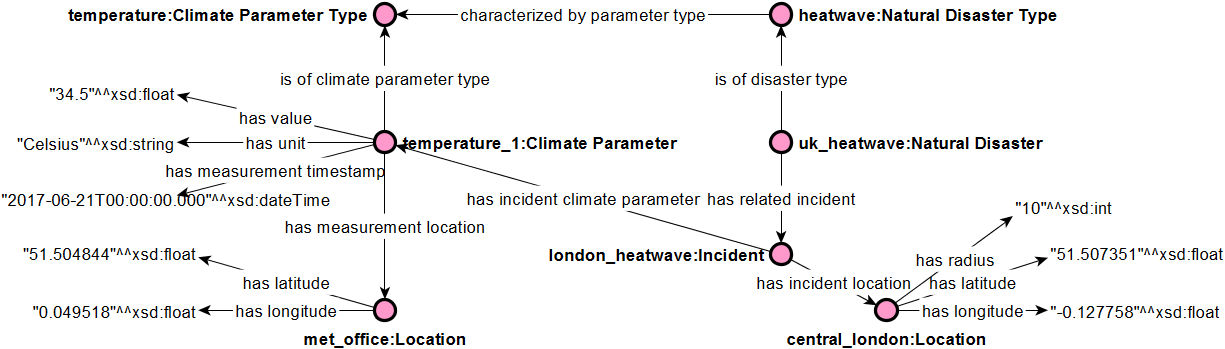 temperature:Climate Parameter Type
characterized by parameter type
heatwave:Natural Disaster Type
is of climate parameter type
is of disaster type
"34.5"^^xsd:float
has value
"Celsius"^^xsd:string
has unit
temperature_1:Climate Parameter
uk_heatwave:Natural Disaster
has measurement timestamp
"2017-06-21T00:00:00.000"^^xsd:dateTime
has incident climate parameter
has related incident
"10"^^xsd:int
has measurement location
"51.504844"^^xsd:float
london_heatwave:Incident
"51.507351"^^xsd:float
has radius
has latitude
has incident location
has latitude
"0.049518"^^xsd:float
has longitude
has longitude
"-0.127758"^^xsd:float
met_office:Location
central_london:Location